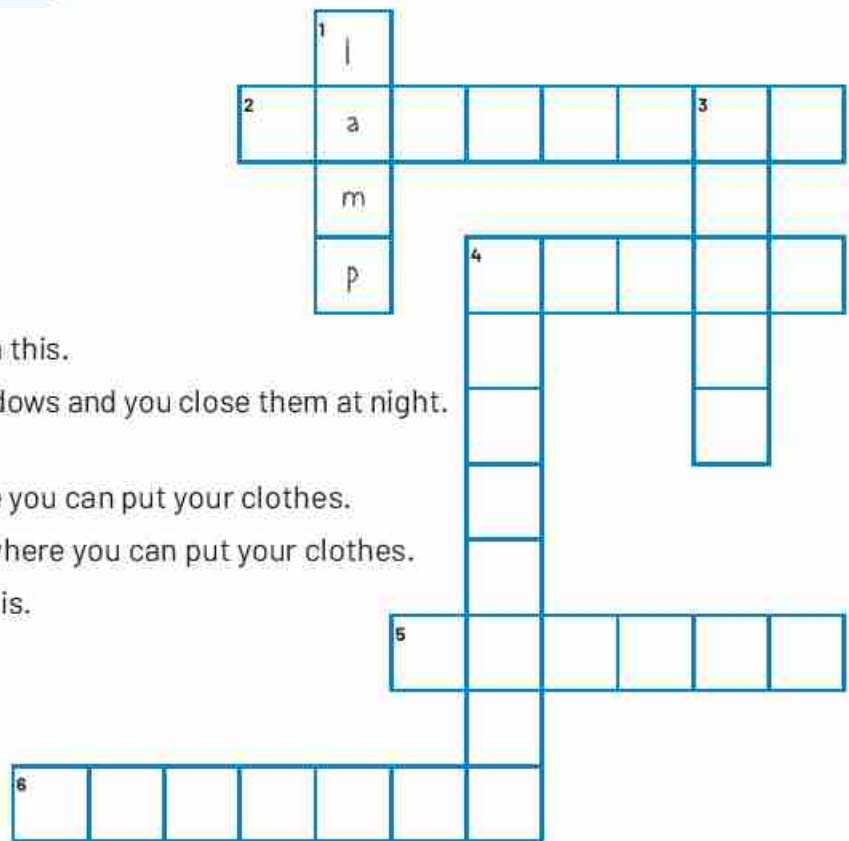 1
l
2
a
3
m
4
p
this.
dows and you close them at night.
you can put your clothes.
where you can put your clothes.
is.
5
6